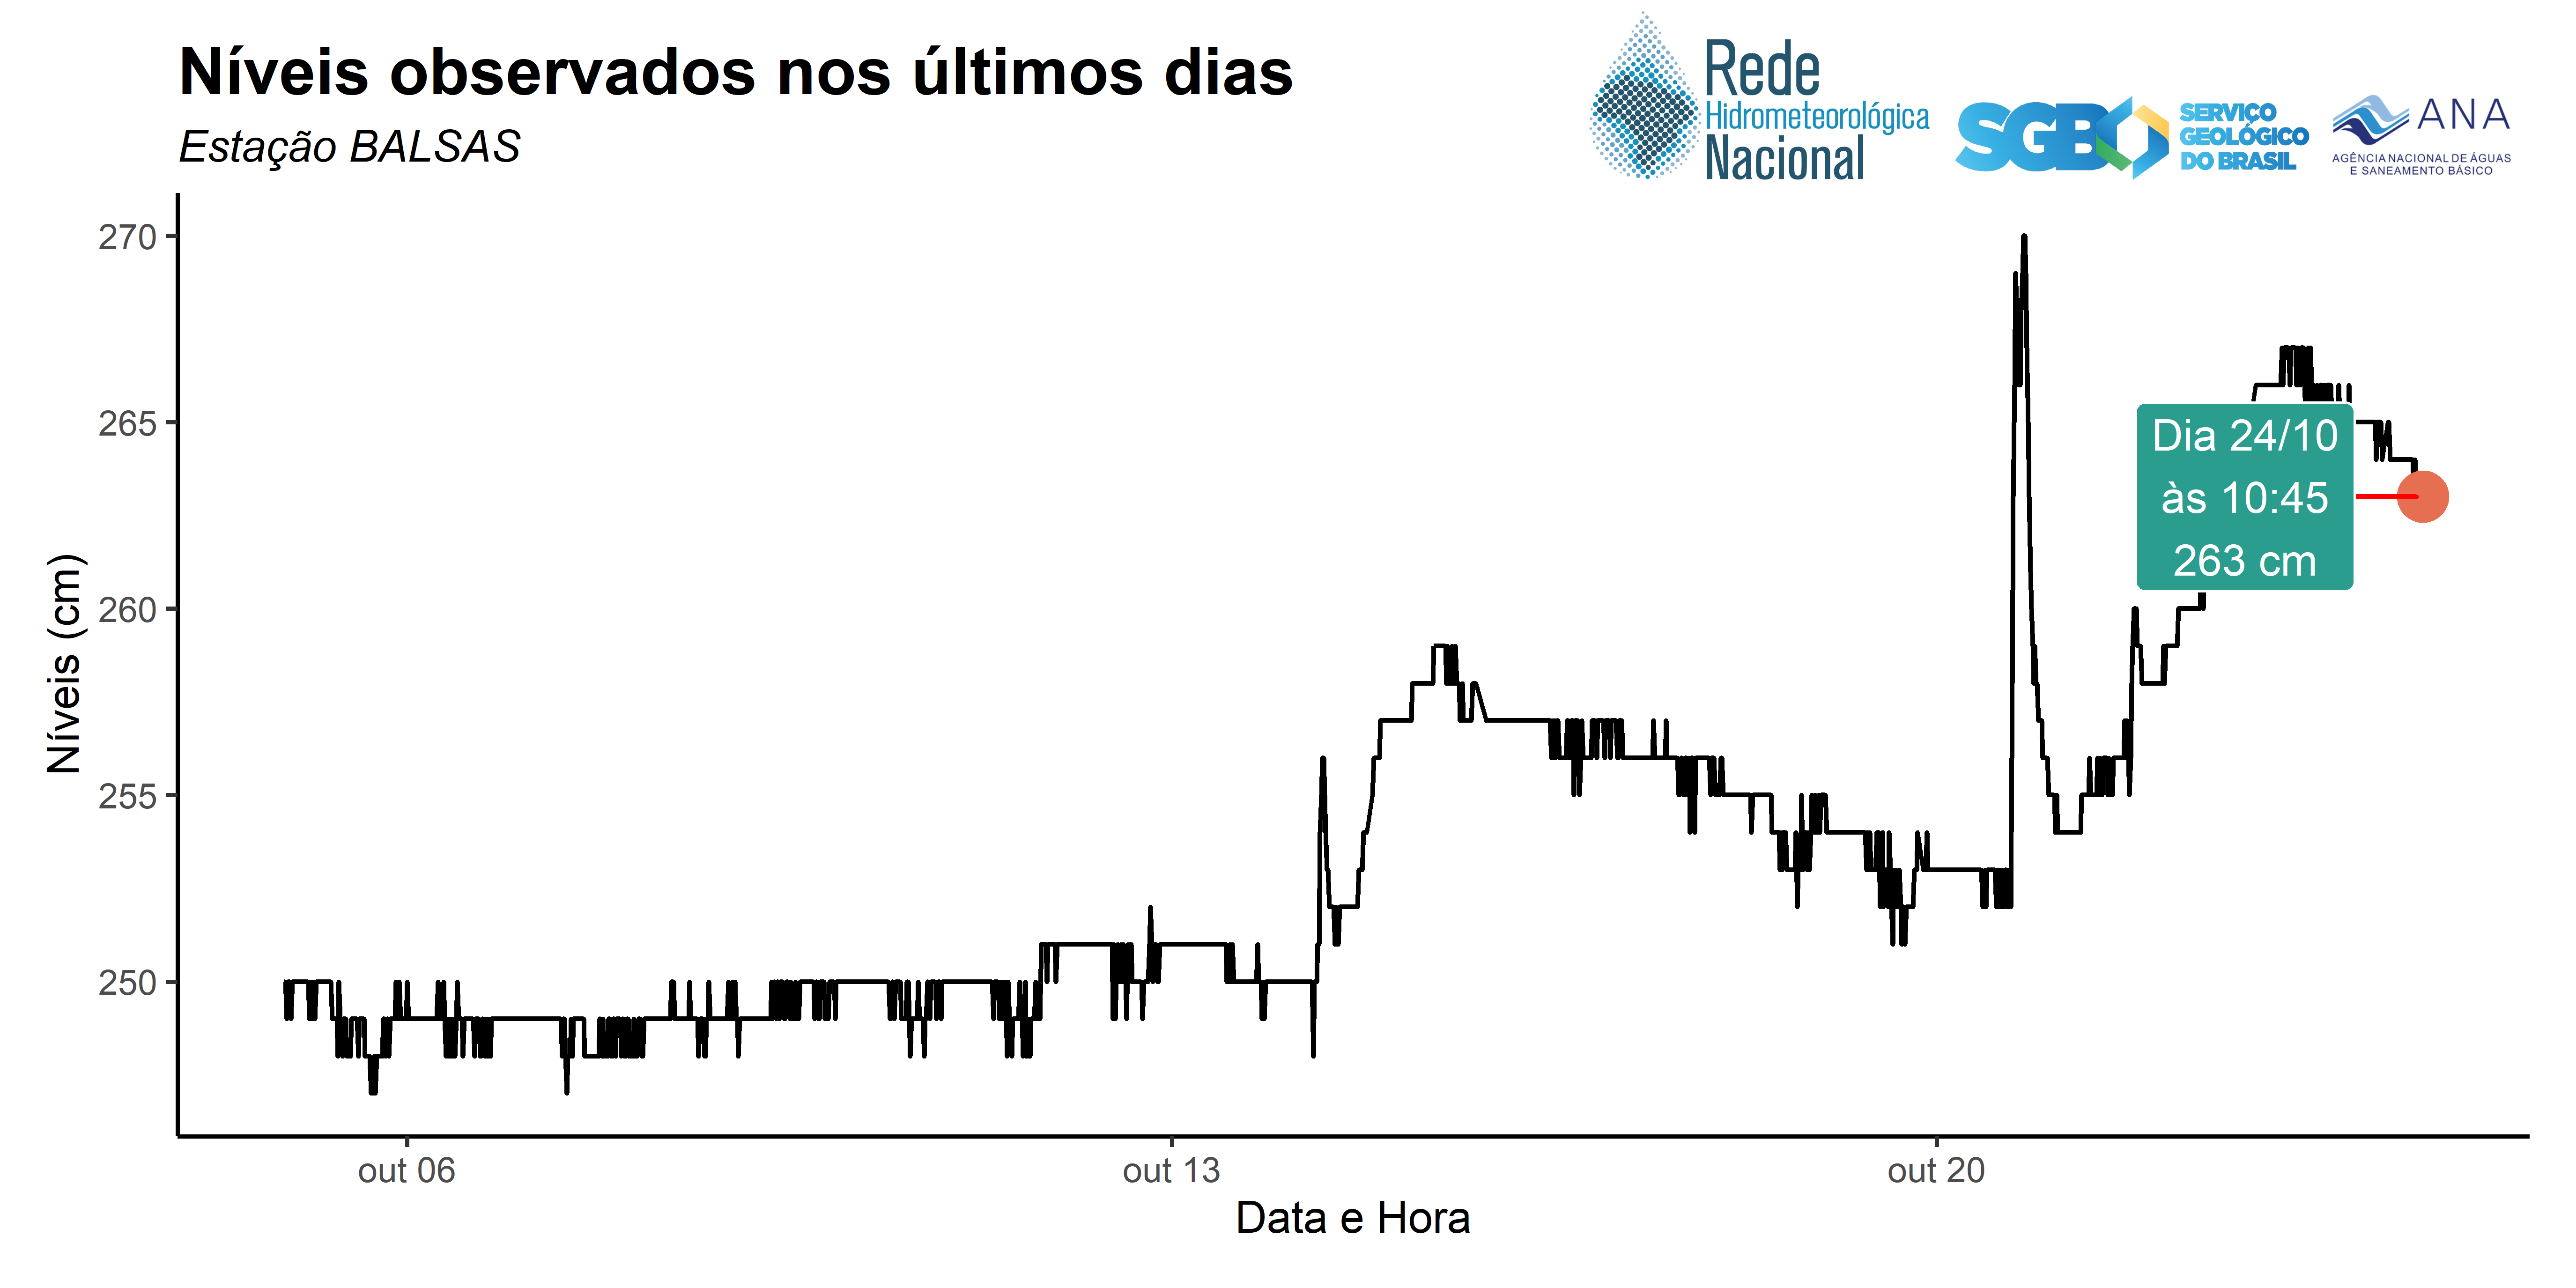 Níveis observados nos últimos dias
Estação BALSAS
Rede
Hidrometeorológica
Nacional
SGB
SERVIÇO
GEOLÓGICO
DO BRASIL
ANA
AGÊNCIA NACIONAL DE ÁGUAS
E SANEAMENTO BÁSICO
Níveis (cm)
270
265
260
255
250
Dia 24/10
às 10:45
263 cm
out 06
out 13
out 20
Data e Hora